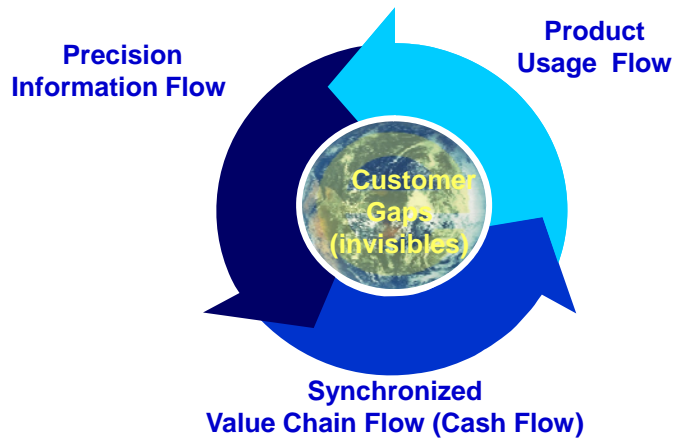 Precision
Information Flow
Product
Usage Flow
Customer
Gaps
(invisibles)
Synchronized
Value Chain Flow (Cash Flow)